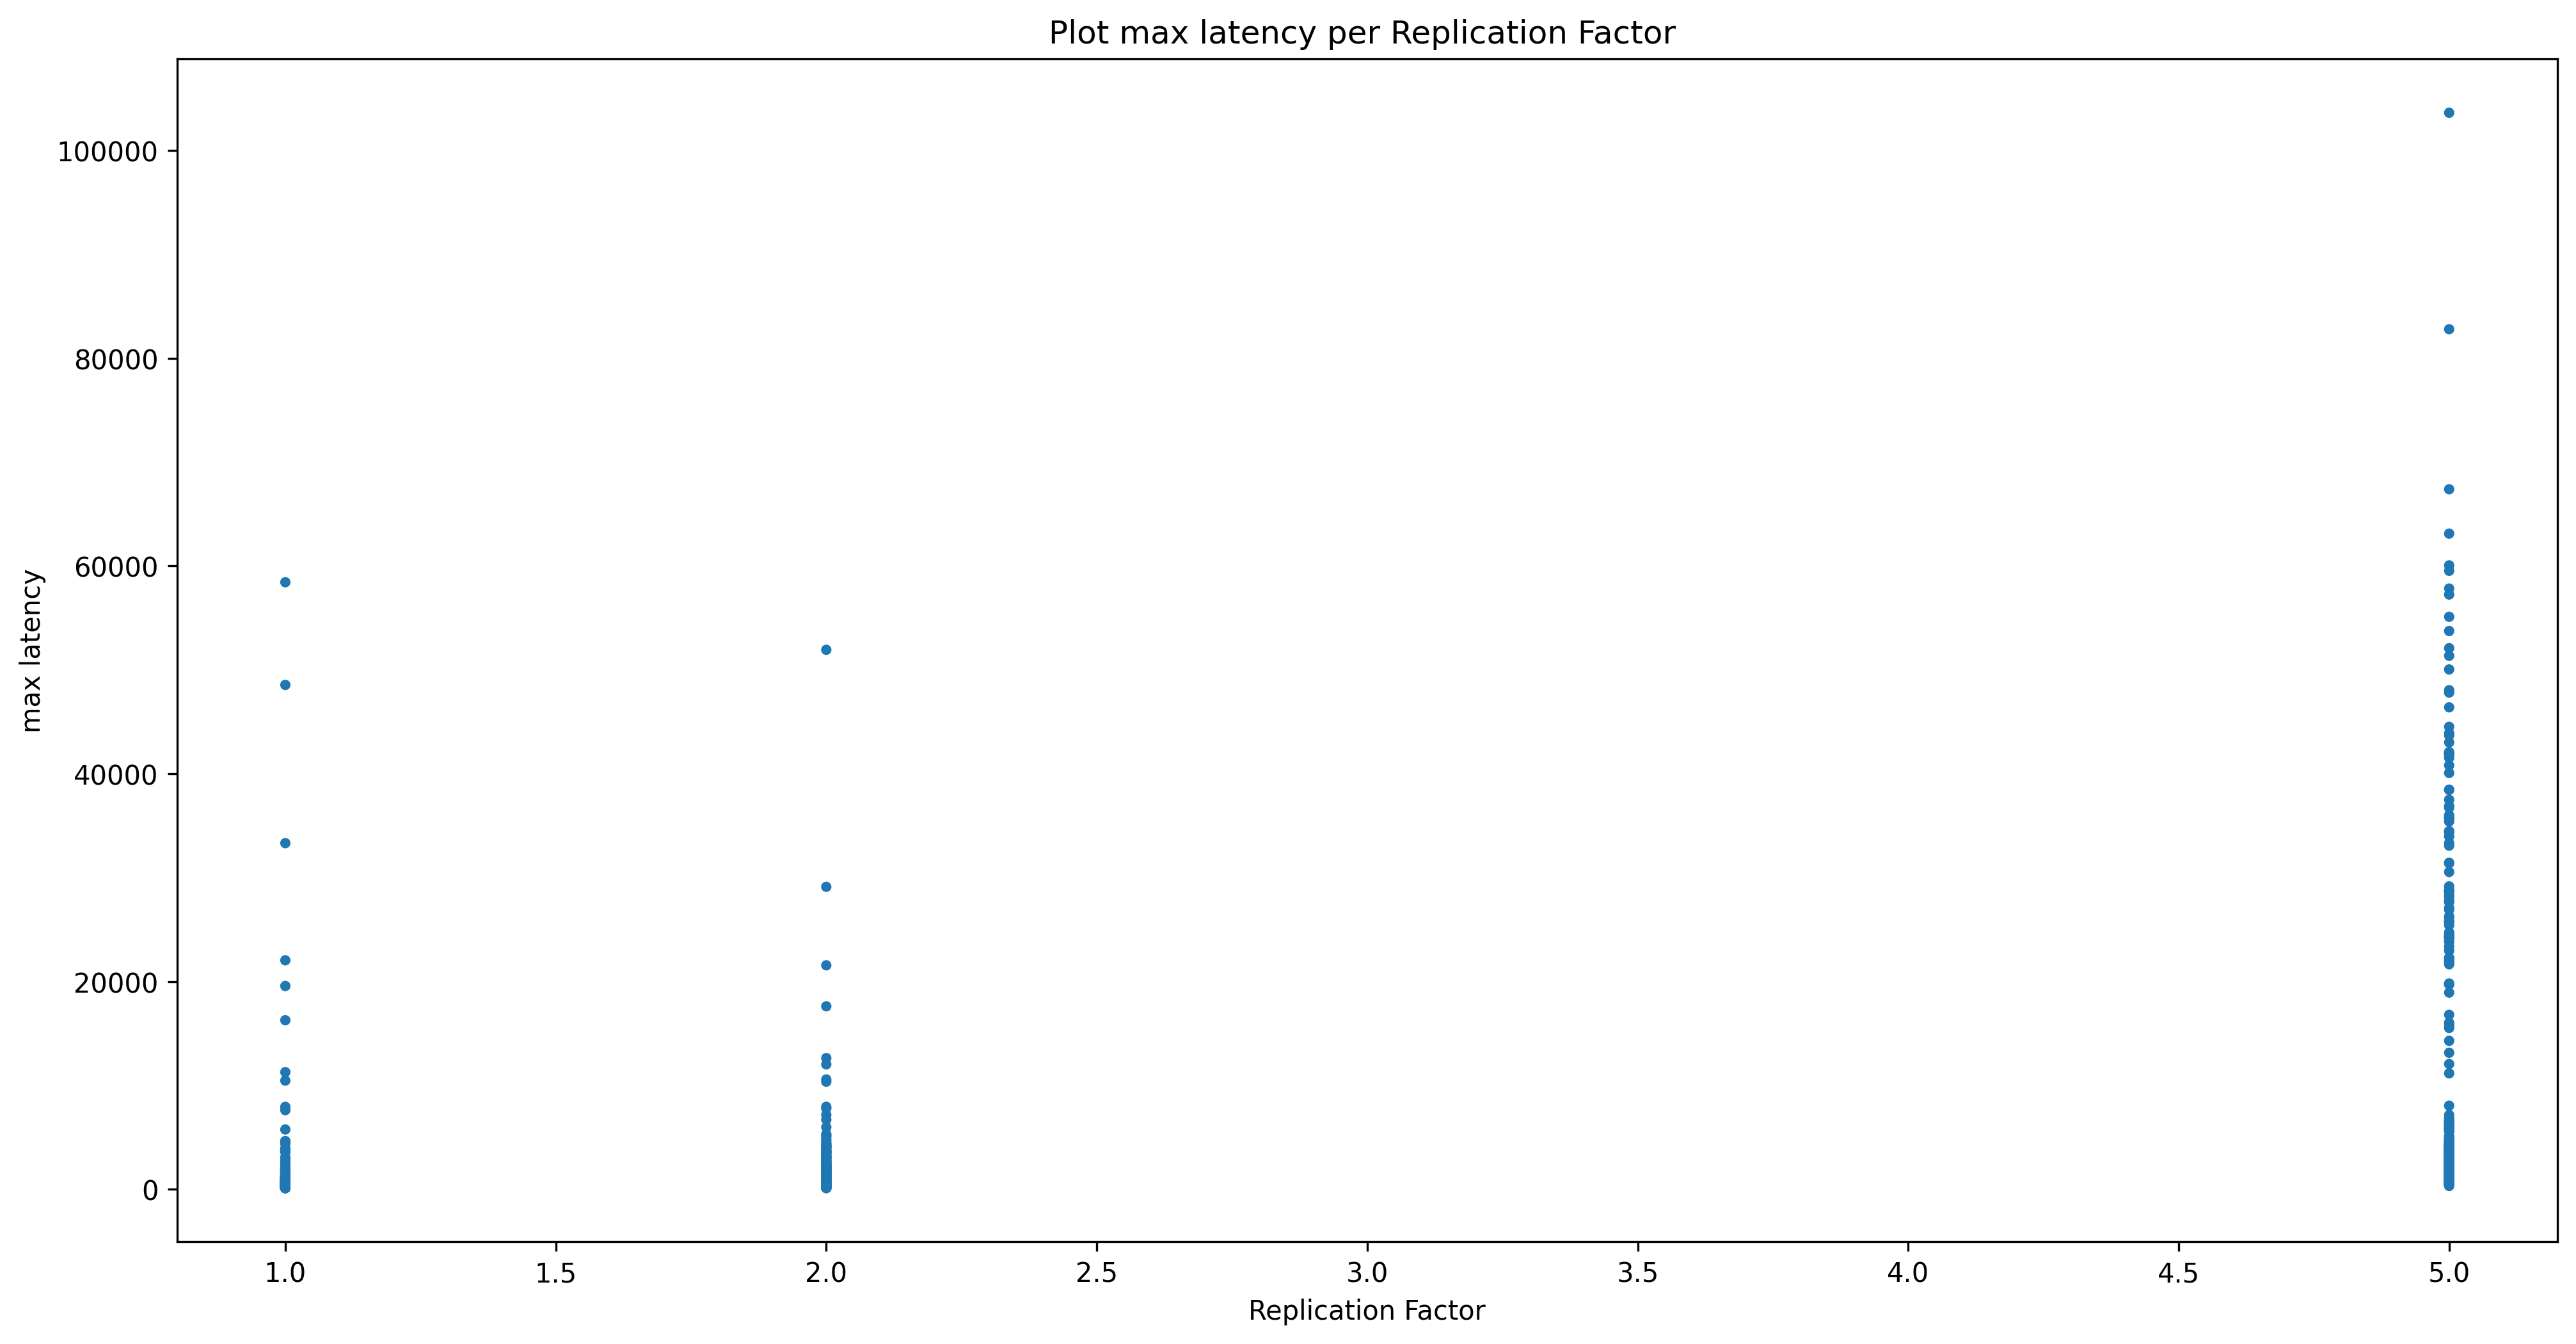 Plot max latency per Replication Factor
100000
80000
60000
40000
20000
0
max latency
1.0 1.5 2.0 2.5 3.0 3.5 4.0 4.5 5.0
Replication Factor